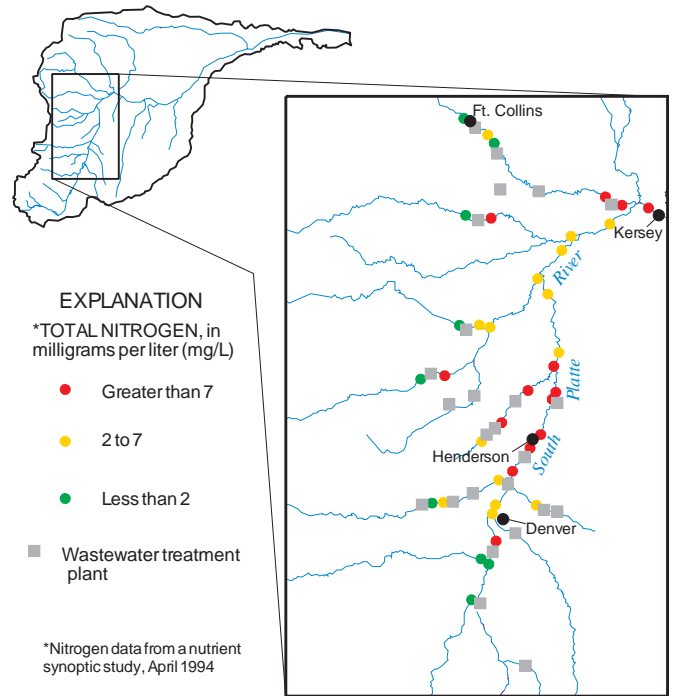 Ft. Collins
Kersey
River
EXPLANATION
*TOTAL NITROGEN, in
milligrams per liter (mg/L)
Greater than 7
Platte
2 to 7
Henderson
South
Less than 2
Denver
Wastewater treatment
plant
*Nitrogen data from a nutrient
synoptic study, April 1994